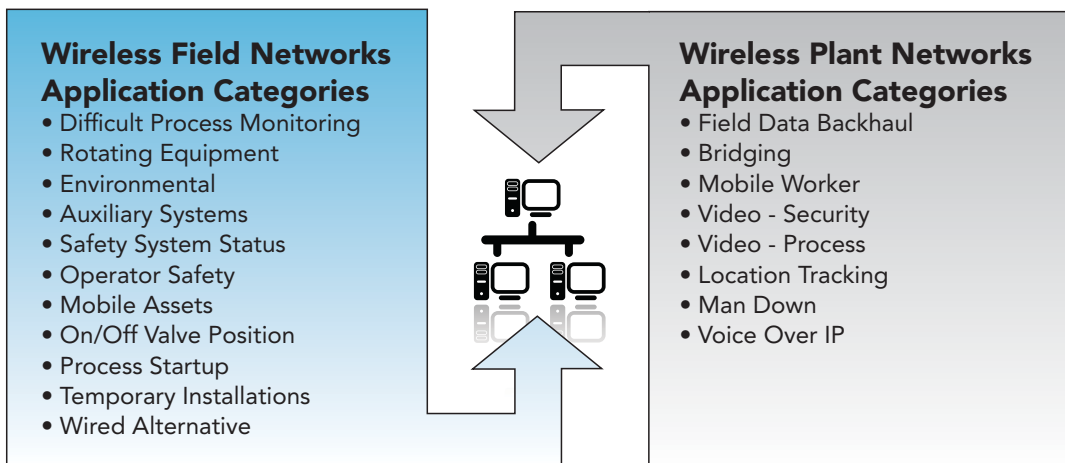 Wireless Field Networks
Application Categories
• Difficult Process Monitoring
• Rotating Equipment
• Environmental
• Auxiliary Systems
• Safety System Status
• Operator Safety
• Mobile Assets
• On/Off Valve Position
• Process Startup
• Temporary Installations
• Wired Alternative
Wireless Plant Networks
Application Categories
• Field Data Backhaul
• Bridging
• Mobile Worker
• Video - Security
• Video - Process
• Location Tracking
• Man Down
• Voice Over IP